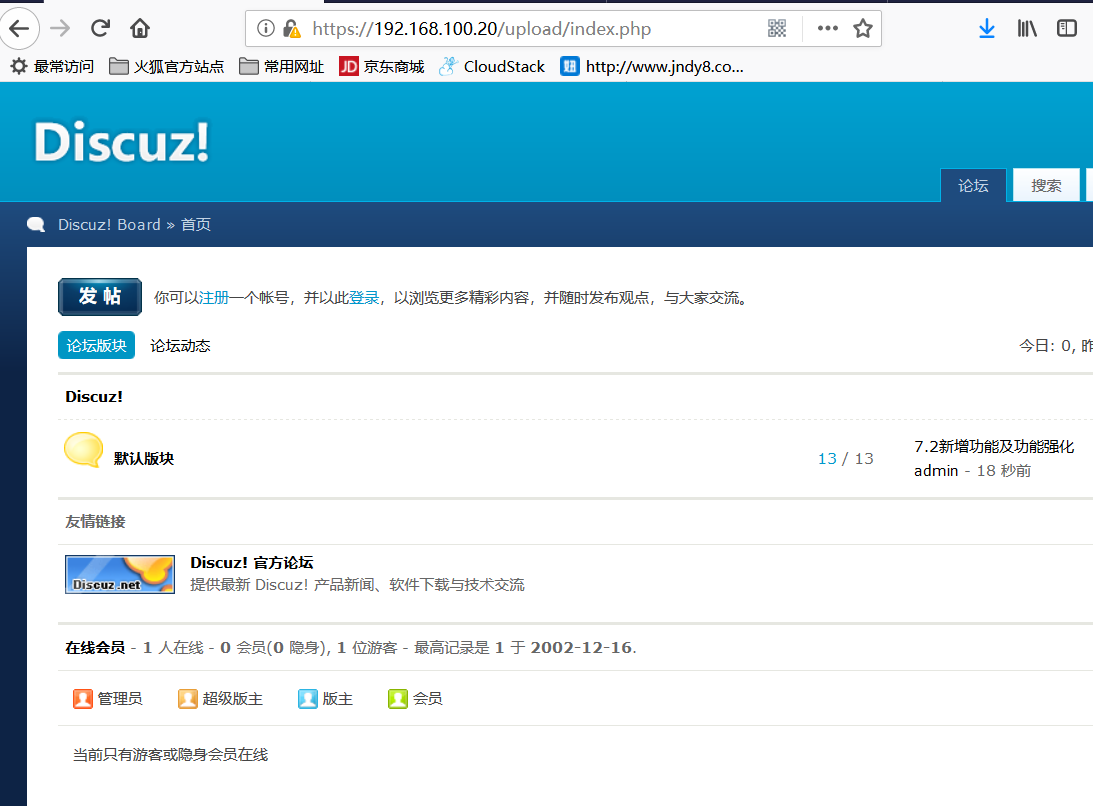 https://192.168.100.20/upload/index.php
最常访问 火狐官方站点 常用网址 JD 京东商城 CloudStack http://www.jndy8.co...
Discuz!
论坛 搜索
Discuz! Board » 首页
发帖 你可以注册一个帐号，并以此登录，以浏览更多精彩内容，并随时发布观点，与大家交流。
论坛版块 论坛动态 今日: 0, 昨
Discuz!
默认版块 13 / 13 7.2新增功能及功能强化
admin - 18 秒前
友情链接
Discuz.net Discuz! 官方论坛
提供最新 Discuz! 产品新闻、软件下载与技术交流
在线会员 - 1 人在线 - 0 会员(0 隐身), 1 位游客 - 最高记录是 1 于 2002-12-16.
管理员 超级版主 版主 会员
当前只有游客或隐身会员在线